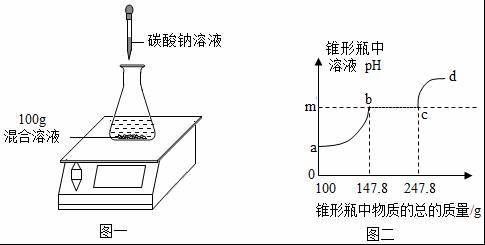 碳酸钠溶液
100g
混合溶液
图一
锥形瓶中
溶液 pH
d
m
b
c
a
0
100 147.8 247.8
锥形瓶中物质的总的质量/g
图二